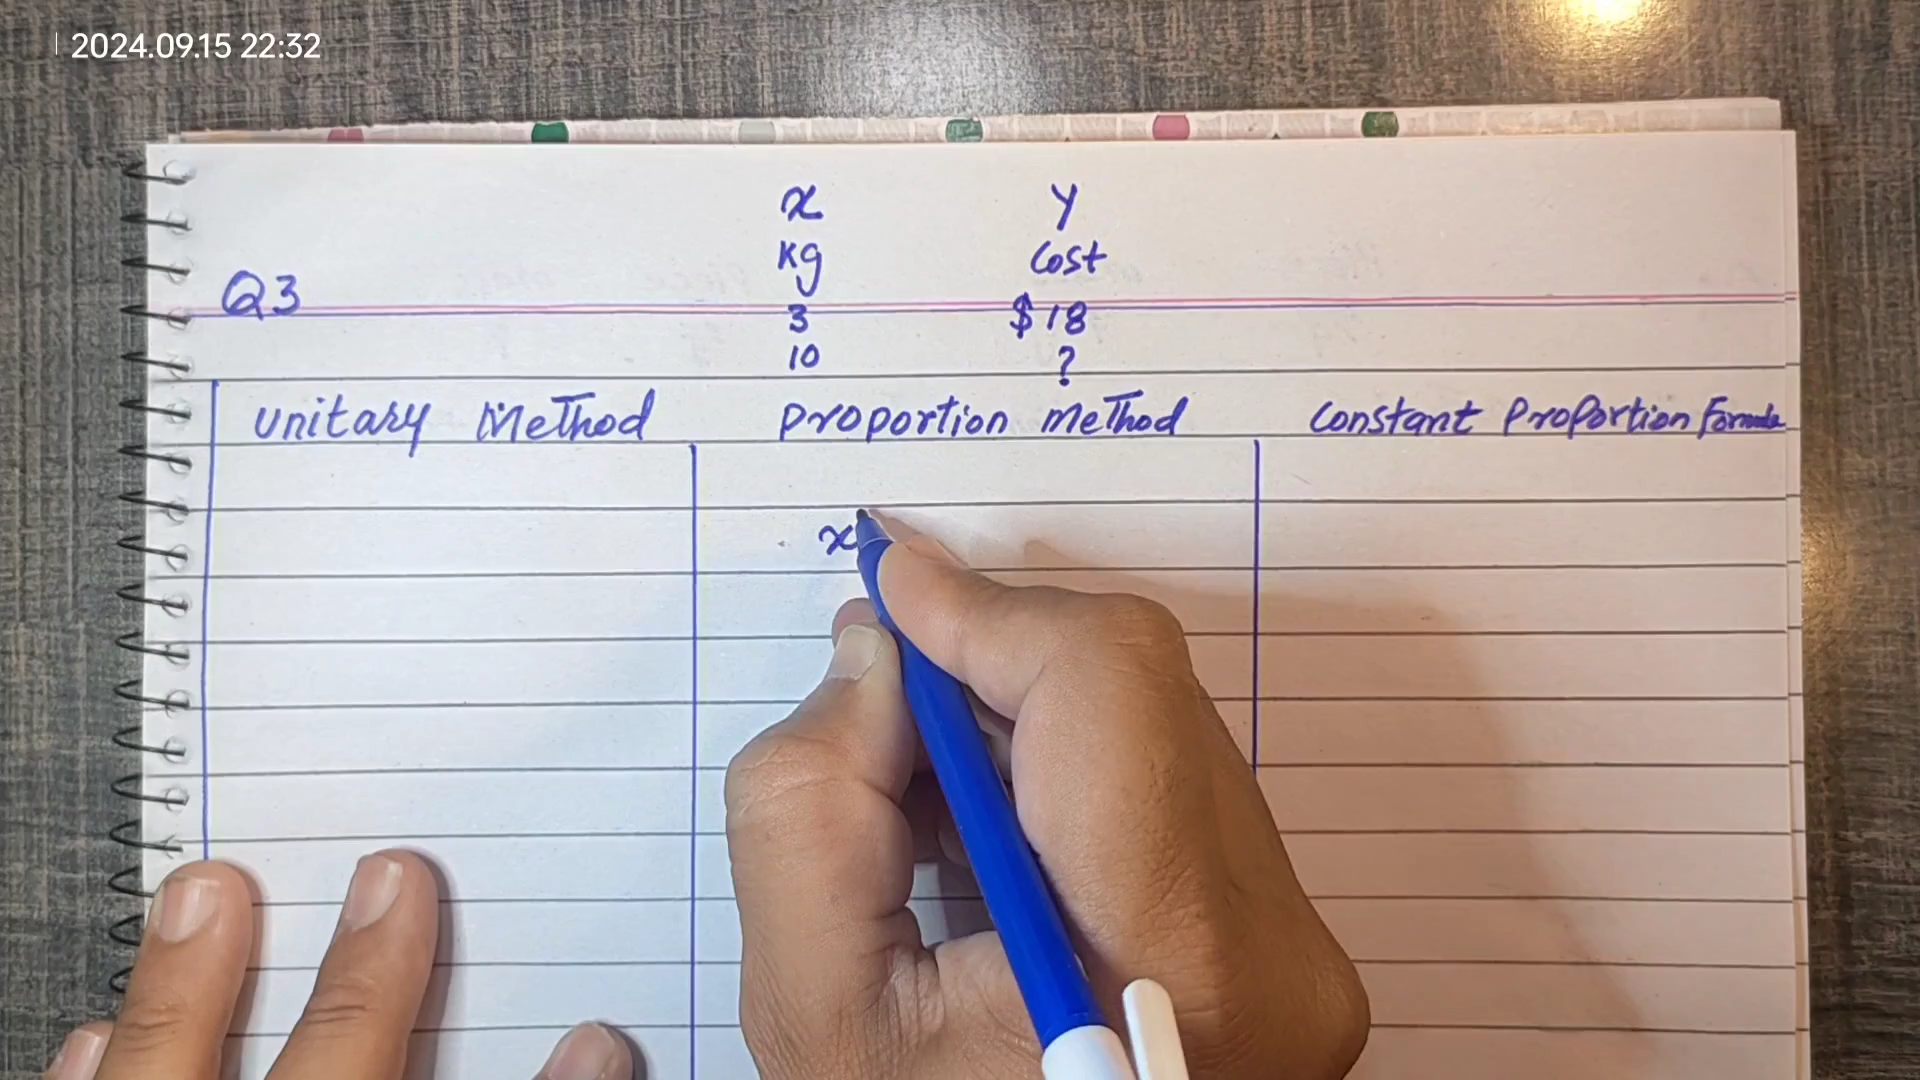 2024.09.15 22:32
x y
Kg Cost
Q3
3 $18
10 ?
Unitary Method Proportion Method Constant Proportion Formula
x